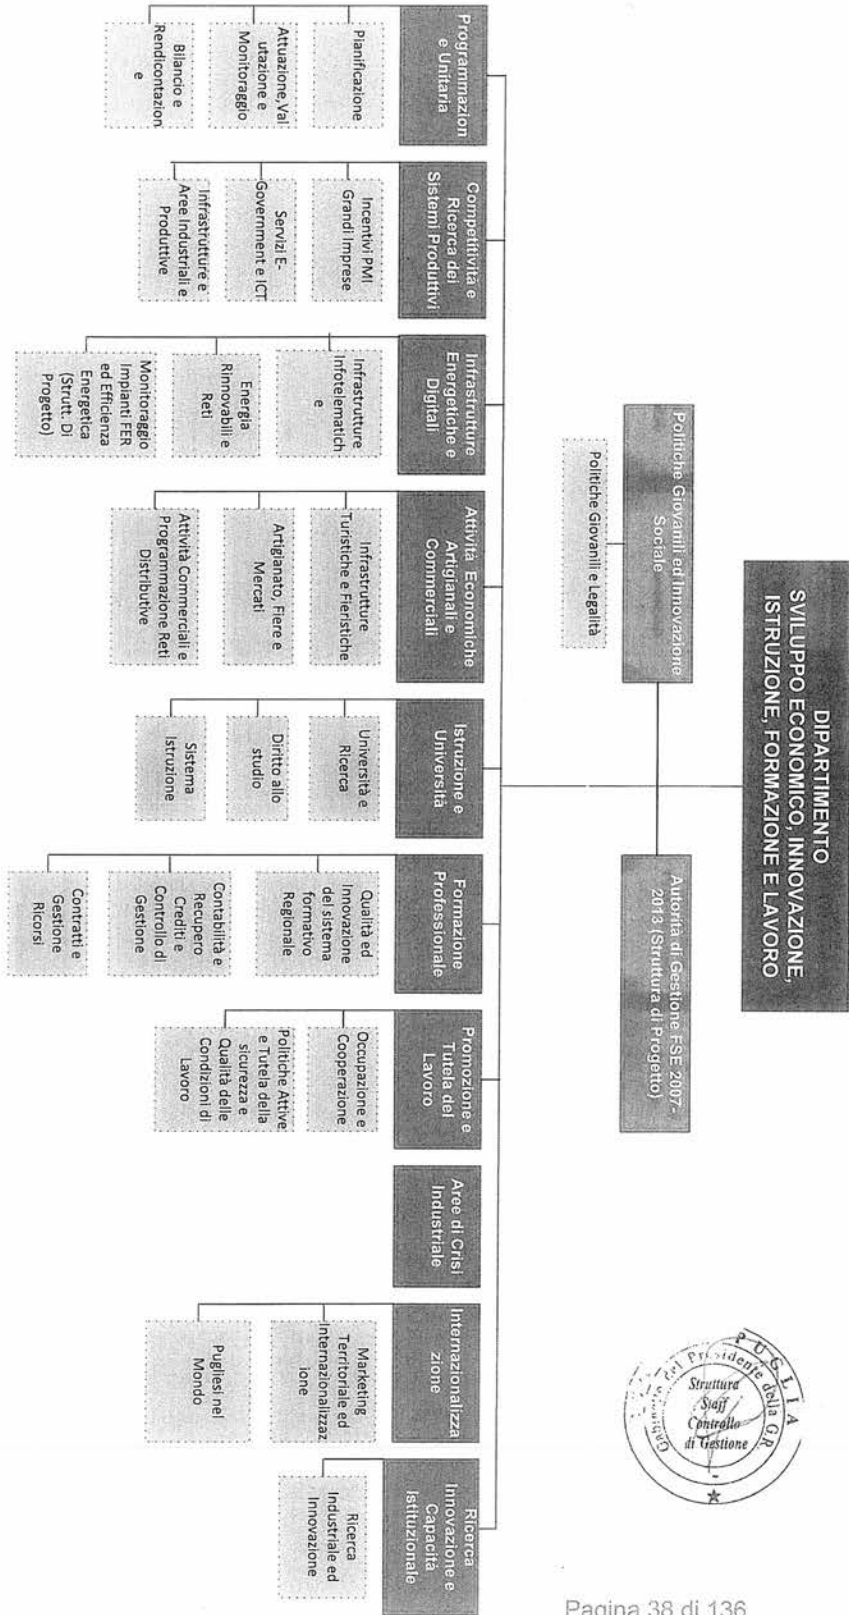 DIPARTIMENTO
SVILUPPO ECONOMICO, INNOVAZIONE,
ISTRUZIONE, FORMAZIONE E LAVORO
Politiche Giovanili ed Innovazione
Sociale
Politiche Giovanili e Legalità
Autorità di Gestione FSE 2007-
2013 (Struttura di Progetto)
Programmazion
e Unitaria
Pianificazione
Attuazione,Val
utazione e
Monitoraggio
Bilancio e
Rendicontazion
e
Competitività e
Ricerca dei
Sistemi Produttivi
Incentivi PMI
Grandi Imprese
Servizi E-
Government e ICT
Infrastrutture e
Aree Industriali e
Produttive
Infrastrutture
Energetiche e
Digitali
Infrastrutture
Infotelematich
e
Energia
Rinnovabili e
Reti
Monitoraggio
Impianti FER
ed Efficienza
Energetica
(Strutt. Di
Progetto)
Attività Economiche
Artigianali e
Commerciali
Infrastrutture
Turistiche e Fieristiche
Artigianato, Fiere e
Mercati
Attività Commerciali e
Programmazione Reti
Distributive
Istruzione e
Università
Università e
Ricerca
Diritto allo
studio
Sistema
Istruzione
Formazione
Professionale
Qualità ed
Innovazione
del sistema
formativo
Regionale
Contabilità e
Recupero
Crediti e
Controllo di
Gestione
Contratti e
Gestione
Ricorsi
Promozione e
Tutela del
Lavoro
Occupazione e
Cooperazione
Politiche Attive
e Tutela della
sicurezza e
Qualità delle
Condizioni di
Lavoro
Aree di Crisi
Industriale
Internazionalizza
zione
Marketing
Territoriale ed
Internazionalizzaz
ione
Pugliesi nel
Mondo
Ricerca
Innovazione e
Capacità
Istituzionale
Ricerca
Industriale ed
Innovazione
PUGLIA
Gabinetto del Presidente della G.R.
Struttura
Staff
Controllo
di Gestione
Pagina 38 di 136